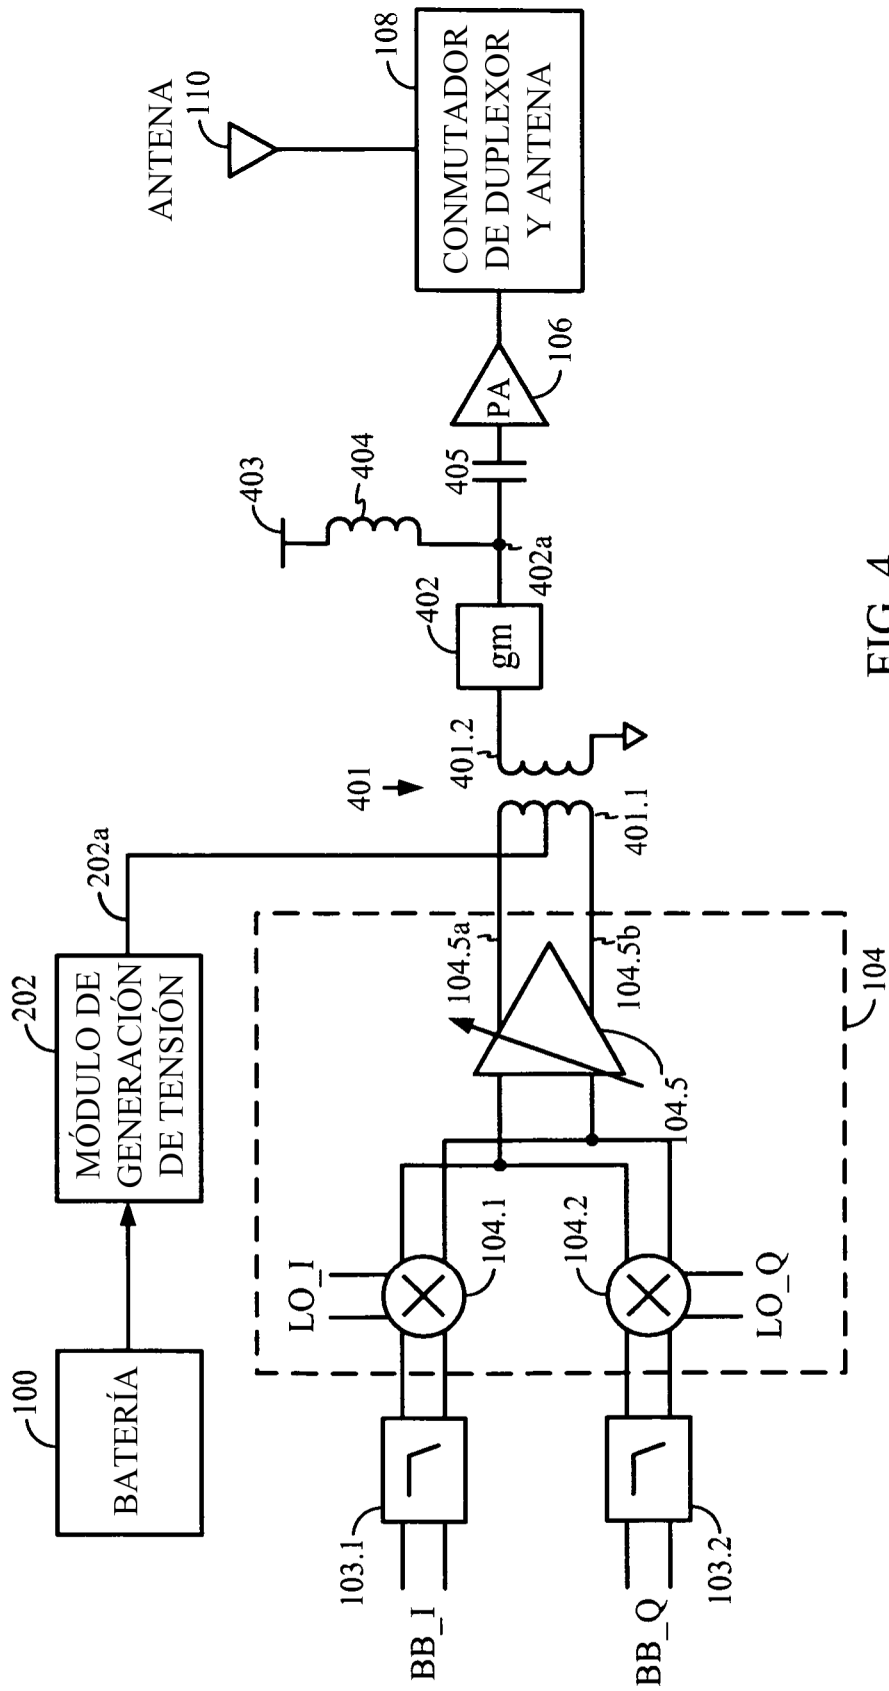 ANTENA
110
108
CONMUTADOR
DE DUPLEXOR
Y ANTENA
PA
106
405
403
404
402a
402
gm
401
401.2
401.1
202a
202
MÓDULO DE
GENERACIÓN
DE TENSIÓN
100
BATERÍA
104.5a
104.5b
104.5
104
LO_I
104.1
104.2
LO_Q
103.1
103.2
BB_I
BB_Q